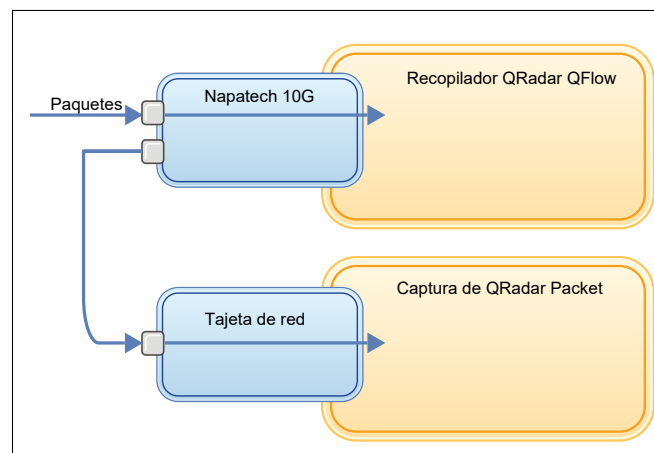 Paquetes
Napatech 10G
Recopilador QRadar QFlow
Tajeta de red
Captura de QRadar Packet